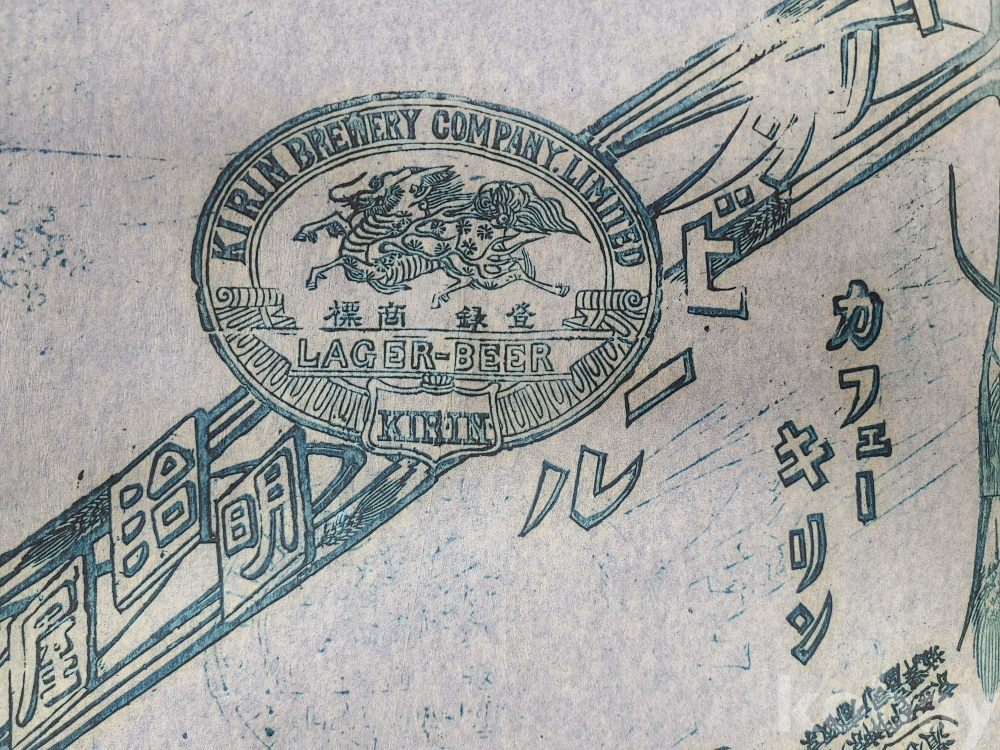 KIRIN BREWERY COMPANY, LIMITED
標商 録登
LAGER-BEER
KIRIN
ビール
カフェー
キリン
明治屋